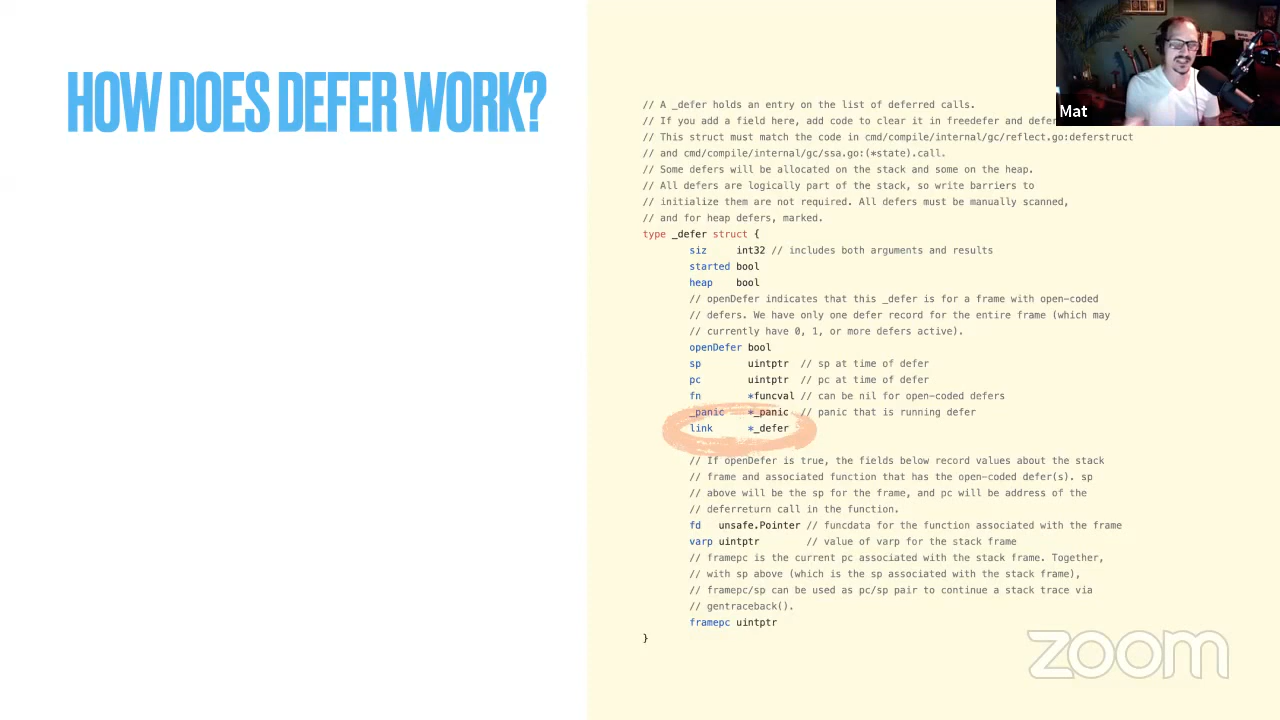 HOW DOES DEFER WORK?
Mat
// A _defer holds an entry on the list of deferred calls.
// If you add a field here, add code to clear it in freedefer and defer
// This struct must match the code in cmd/compile/internal/gc/reflect.go:deferstruct
// and cmd/compile/internal/gc/ssa.go:(*state).call.
// Some defers will be allocated on the stack and some on the heap.
// All defers are logically part of the stack, so write barriers to
// initialize them are not required. All defers must be manually scanned,
// and for heap defers, marked.
type _defer struct {
siz int32 // includes both arguments and results
started bool
heap bool
// openDefer indicates that this _defer is for a frame with open-coded
// defers. We have only one defer record for the entire frame (which may
// currently have 0, 1, or more defers active).
openDefer bool
sp uintptr // sp at time of defer
pc uintptr // pc at time of defer
fn *funcval // can be nil for open-coded defers
_panic *_panic // panic that is running defer
link *_defer
// If openDefer is true, the fields below record values about the stack
// frame and associated function that has the open-coded defer(s). sp
// above will be the sp for the frame, and pc will be address of the
// deferreturn call in the function.
fd unsafe.Pointer // funcdata for the function associated with the frame
varp uintptr // value of varp for the stack frame
// framepc is the current pc associated with the stack frame. Together,
// with sp above (which is the sp associated with the stack frame),
// framepc/sp can be used as pc/sp pair to continue a stack trace via
// gentraceback().
framepc uintptr
}
zoom